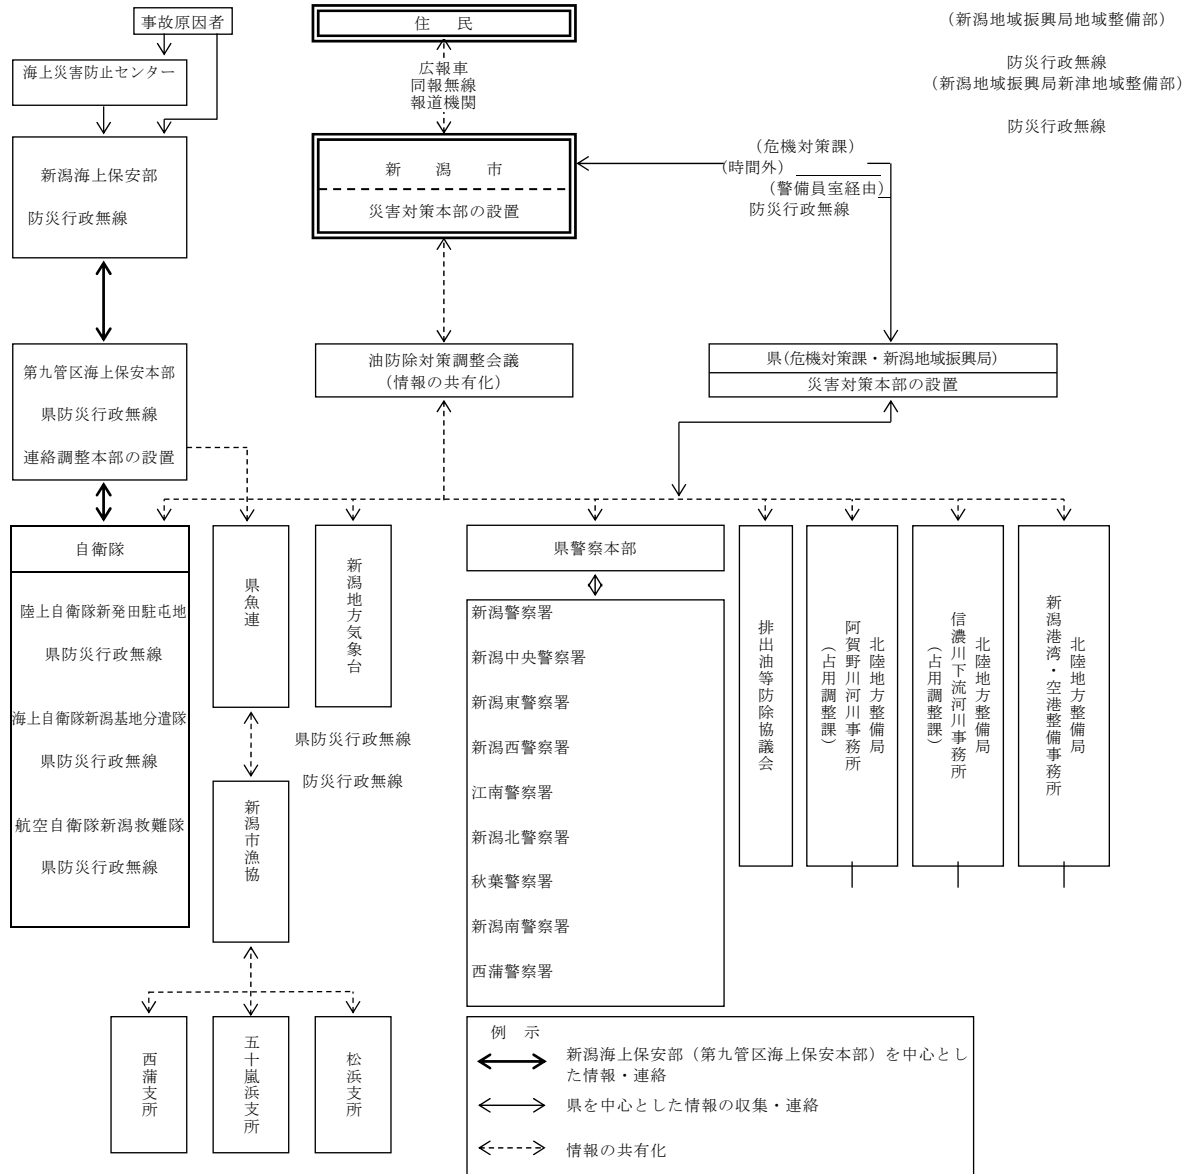 事故原因者
海上災害防止センター
新潟海上保安部
防災行政無線
第九管区海上保安本部
県防災行政無線
連絡調整本部の設置
住　民
広報車
同報無線
報道機関
新　潟　市
災害対策本部の設置
(新潟地域振興局地域整備部)
防災行政無線
(新潟地域振興局新津地域整備部)
防災行政無線
(危機対策課)
(時間外)
(警備員室経由)
防災行政無線
油防除対策調整会議
(情報の共有化)
県(危機対策課・新潟地域振興局)
災害対策本部の設置
自衛隊
陸上自衛隊新発田駐屯地
県防災行政無線
海上自衛隊新潟基地分遣隊
県防災行政無線
航空自衛隊新潟救難隊
県防災行政無線
県魚連
新潟地方気象台
県防災行政無線
防災行政無線
新潟市漁協
西蒲支所
五十嵐浜支所
松浜支所
県警察本部
新潟警察署
新潟中央警察署
新潟東警察署
新潟西警察署
江南警察署
新潟北警察署
秋葉警察署
新潟南警察署
西蒲警察署
排出油等防除協議会
北陸地方整備局
阿賀野川河川事務所
(占用調整課)
北陸地方整備局
信濃川下流河川事務所
(占用調整課)
北陸地方整備局
新潟港湾・空港整備事務所
例　示
新潟海上保安部（第九管区海上保安本部）を中心とし
た情報・連絡
県を中心とした情報の収集・連絡
情報の共有化